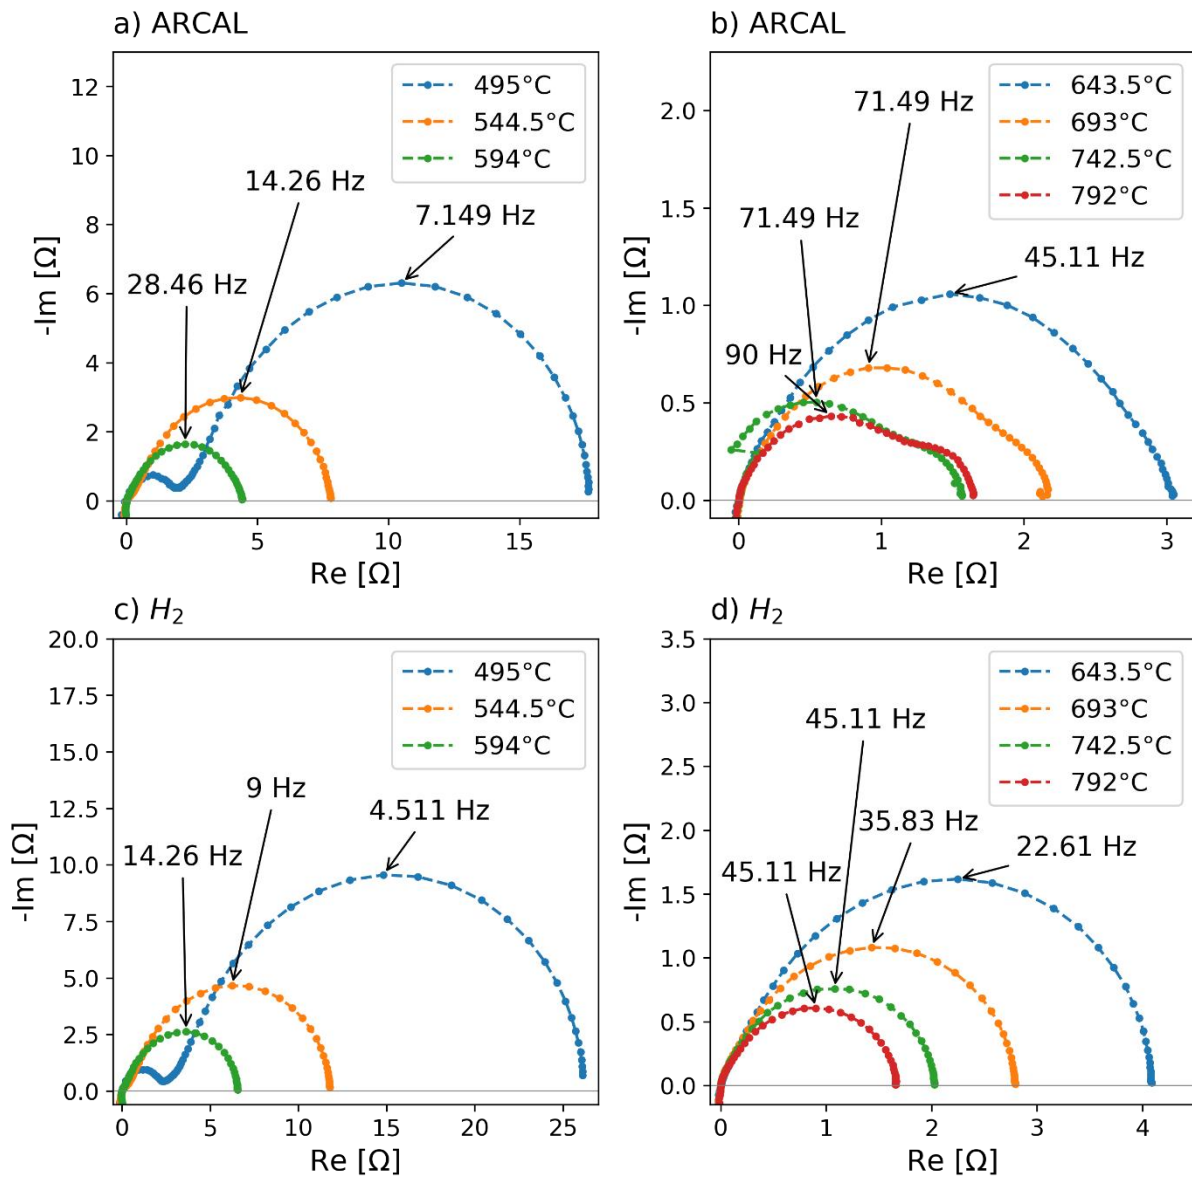 a) ARCAL
12
10
8
6
4
2
0
0
5
10
15
-Im [Ω]
Re [Ω]
495°C
544.5°C
594°C
14.26 Hz
7.149 Hz
28.46 Hz
b) ARCAL
2.0
1.5
1.0
0.5
0.0
0
1
2
3
-Im [Ω]
Re [Ω]
643.5°C
693°C
742.5°C
792°C
71.49 Hz
71.49 Hz
45.11 Hz
90 Hz
c) H₂
20.0
17.5
15.0
12.5
10.0
7.5
5.0
2.5
0.0
0
5
10
15
20
25
-Im [Ω]
Re [Ω]
495°C
544.5°C
594°C
9 Hz
4.511 Hz
14.26 Hz
d) H₂
3.5
3.0
2.5
2.0
1.5
1.0
0.5
0.0
0
1
2
3
4
-Im [Ω]
Re [Ω]
643.5°C
693°C
742.5°C
792°C
45.11 Hz
35.83 Hz
22.61 Hz
45.11 Hz